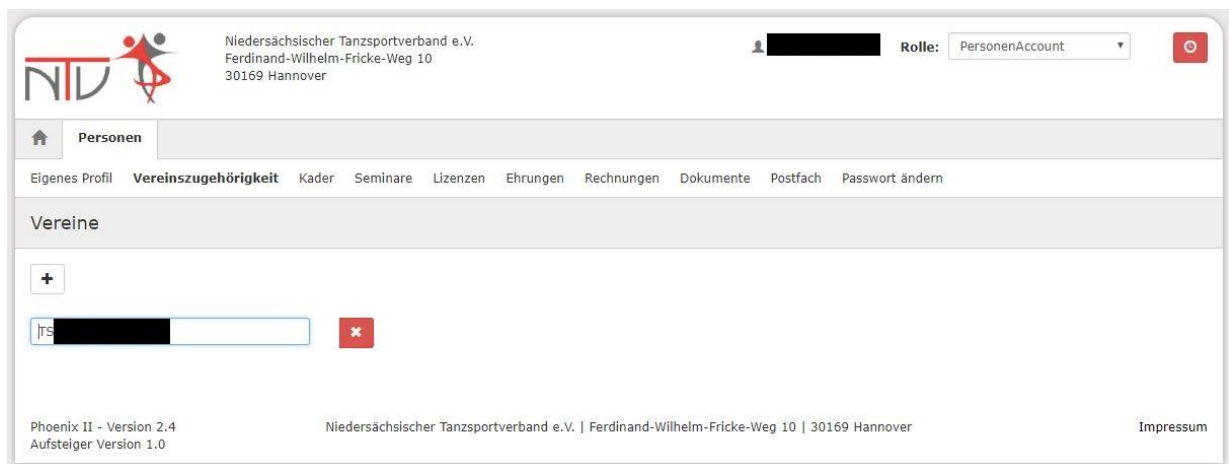 NTV
Niedersächsischer Tanzsportverband e.V.
Ferdinand-Wilhelm-Fricke-Weg 10
30169 Hannover
Rolle: PersonenAccount
Personen
Eigenes Profil Vereinszugehörigkeit Kader Seminare Lizenzen Ehrungen Rechnungen Dokumente Postfach Passwort ändern
Vereine
TS
Phoenix II - Version 2.4
Aufsteiger Version 1.0
Niedersächsischer Tanzsportverband e.V. | Ferdinand-Wilhelm-Fricke-Weg 10 | 30169 Hannover
Impressum